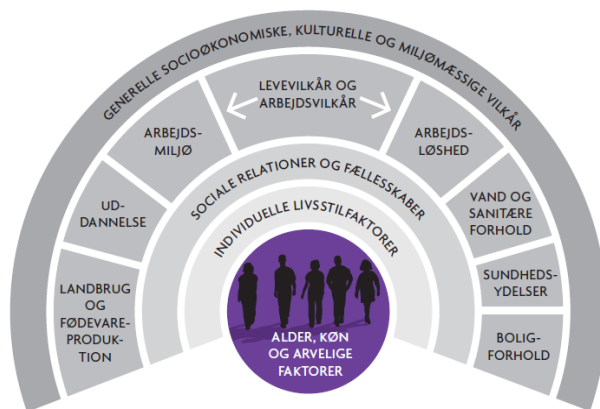 GENERELLE SOCIOØKONOMISKE, KULTURELLE OG MILJØMÆSSIGE VILKÅR
LEVEVILKÅR OG
ARBEJDSVILKÅR
ARBEJDS-
MILJØ
ARBEJDS-
LØSHED
UD-
DANNELSE
VAND OG
SANITÆRE
FORHOLD
LANDBRUG
OG
FØDEVARE-
PRODUK-
TION
SUNDHEDS-
YDELSER
BOLIG-
FORHOLD
SOCIALE RELATIONER OG FÆLLESSKABER
INDIVIDUELLE LIVSSTILFAKTORER
ALDER, KØN
OG ARVELIGE
FAKTORER